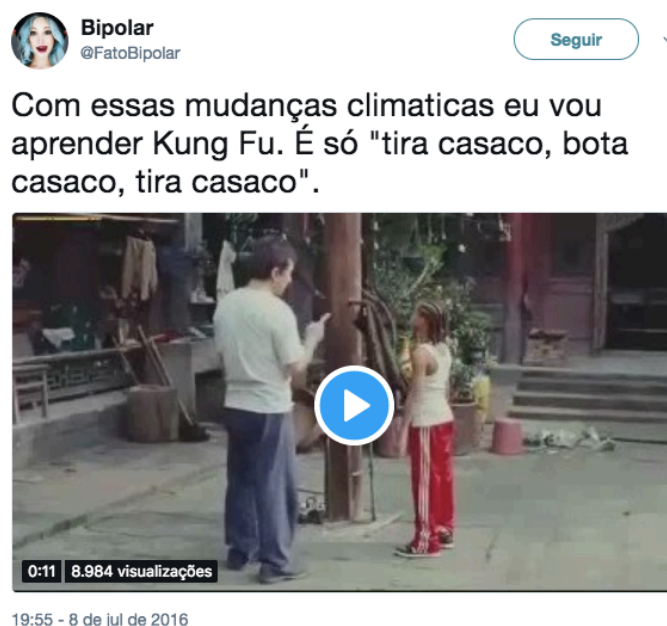 Bipolar
@FatoBipolar
Seguir
Com essas mudanças climaticas eu vou
aprender Kung Fu. É só "tira casaco, bota
casaco, tira casaco".
0:11 8.984 visualizações
19:55 - 8 de jul de 2016